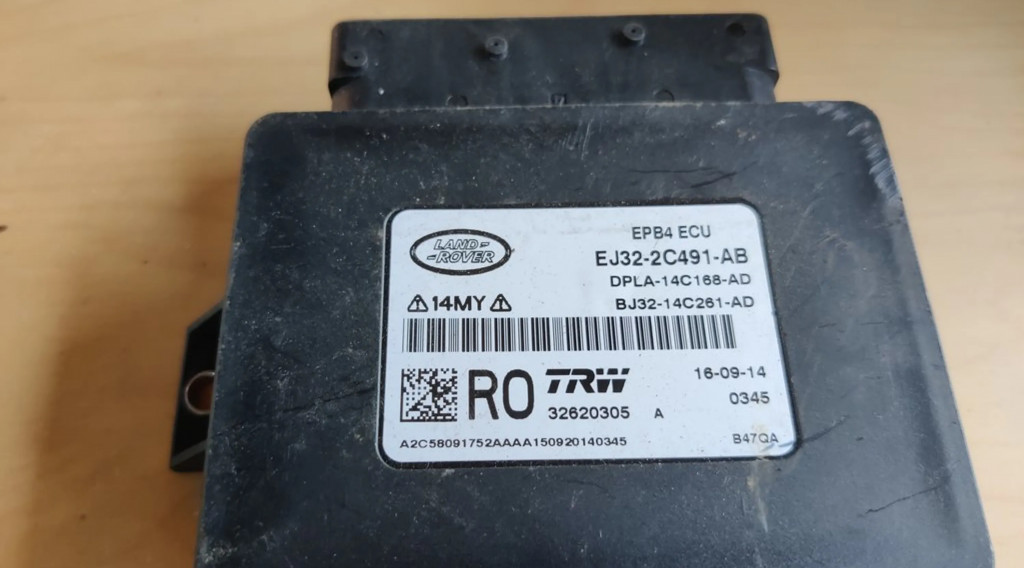 EPB4 ECU
LAND-
-ROVER
EJ32-2C491-AB
DPLA-14C168-AD
14MY
BJ32-14C261-AD
RO
TRW
16-09-14
32620305 A
0345
A2C58091752AAAA150920140345
B47QA